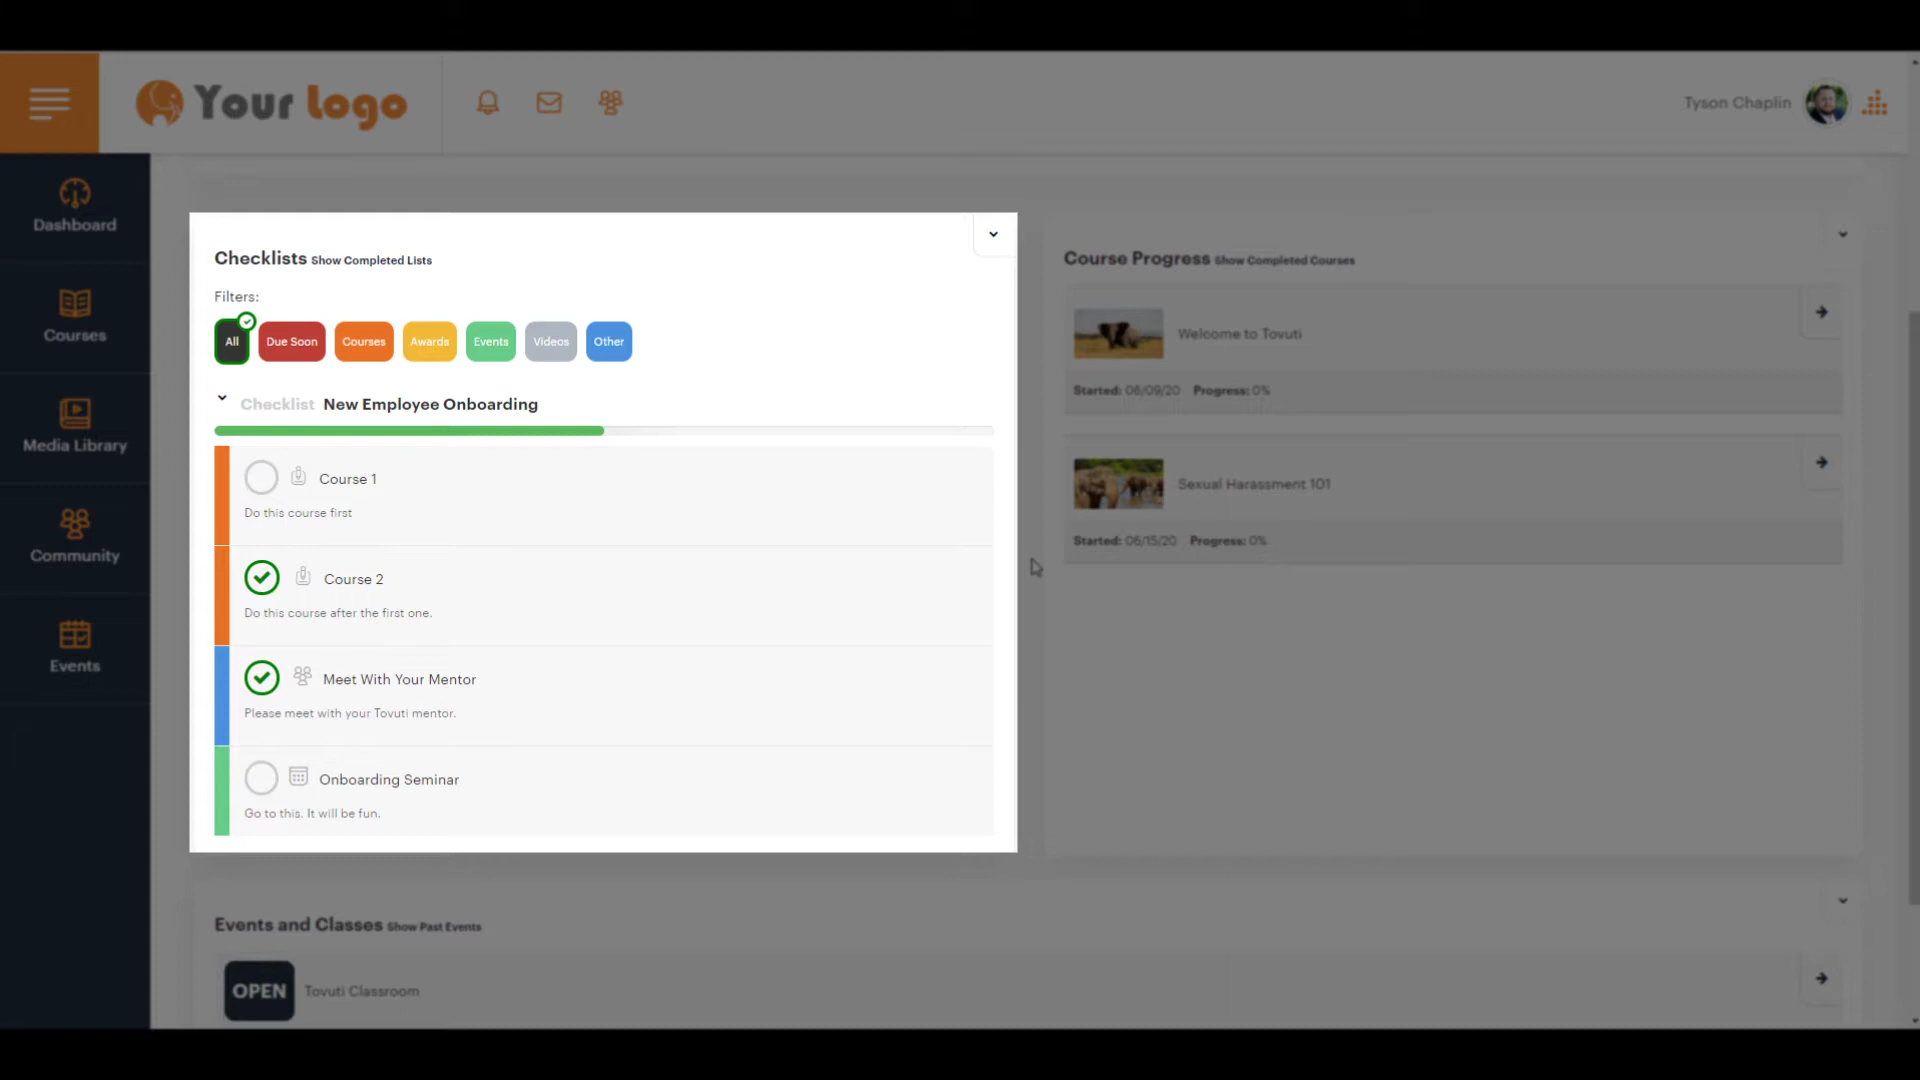 Your Logo
Tyson Chaplin
Dashboard
Courses
Media Library
Community
Events
Checklists Show Completed Lists
Filters:
All Due Soon Courses Awards Events Videos Other
Checklist New Employee Onboarding
Course 1
Do this course first
Course 2
Do this course after the first one.
Meet With Your Mentor
Please meet with your Tovuti mentor.
Onboarding Seminar
Go to this. It will be fun.
Course Progress Show Completed Courses
Welcome to Tovuti
Started: 06/09/20 Progress: 0%
Sexual Harassment 101
Started: 06/15/20 Progress: 0%
Events and Classes Show Past Events
OPEN Tovuti Classroom